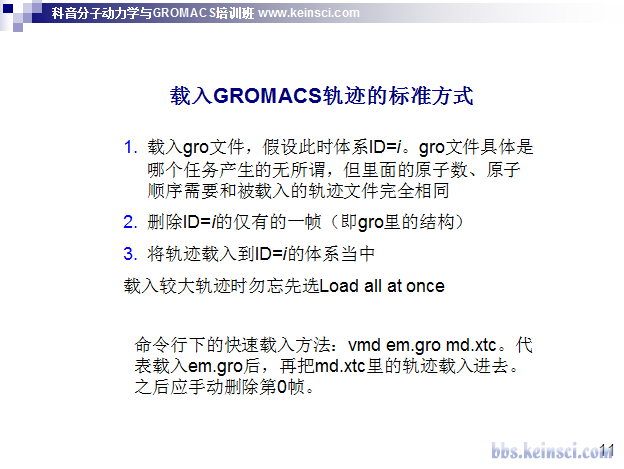 科音分子动力学与GROMACS培训班 www.keinsci.com
载入GROMACS轨迹的标准方式
1. 载入gro文件，假设此时体系ID=i。gro文件具体是
哪个任务产生的无所谓，但里面的原子数、原子
顺序需要和被载入的轨迹文件完全相同
2. 删除ID=i的仅有的一帧（即gro里的结构）
3. 将轨迹载入到ID=i的体系当中
载入较大轨迹时勿忘先选Load all at once
命令行下的快速载入方法：vmd em.gro md.xtc。代
表载入em.gro后，再把md.xtc里的轨迹载入进去。
之后应手动删除第0帧。
11
bbs.keinsci.com